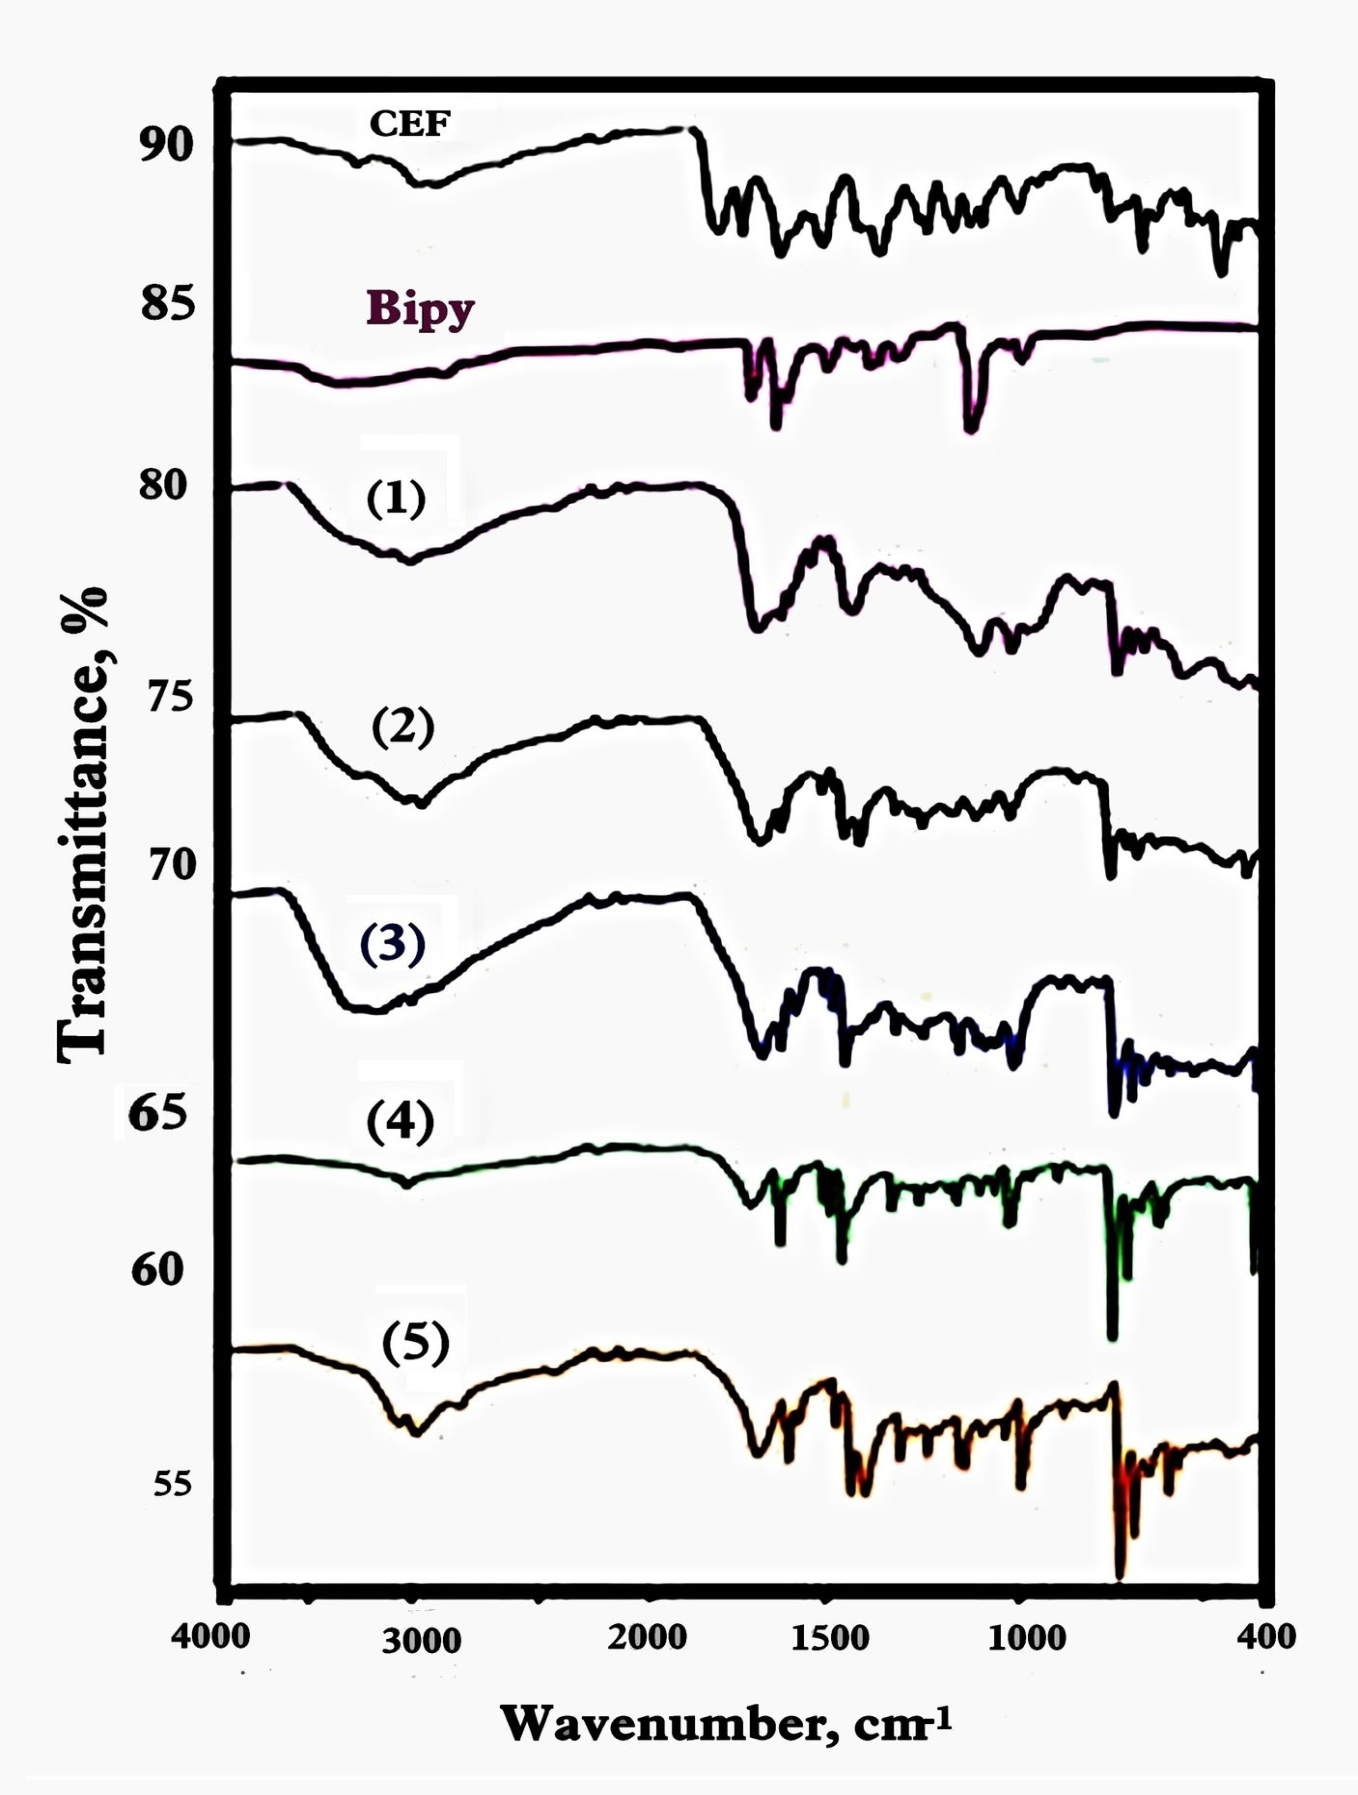 CEF
90
85
Bipy
80
(1)
75
(2)
70
(3)
65
(4)
60
(5)
55
Transmittance, %
4000 3000 2000 1500 1000 400
Wavenumber, cm-1